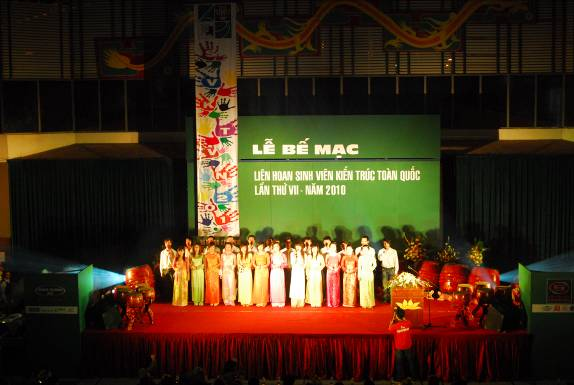 LỄ BẾ MẠC
LIÊN HOAN SINH VIÊN KIẾN TRÚC TOÀN QUỐC
LẦN THỨ VII - NĂM 2010